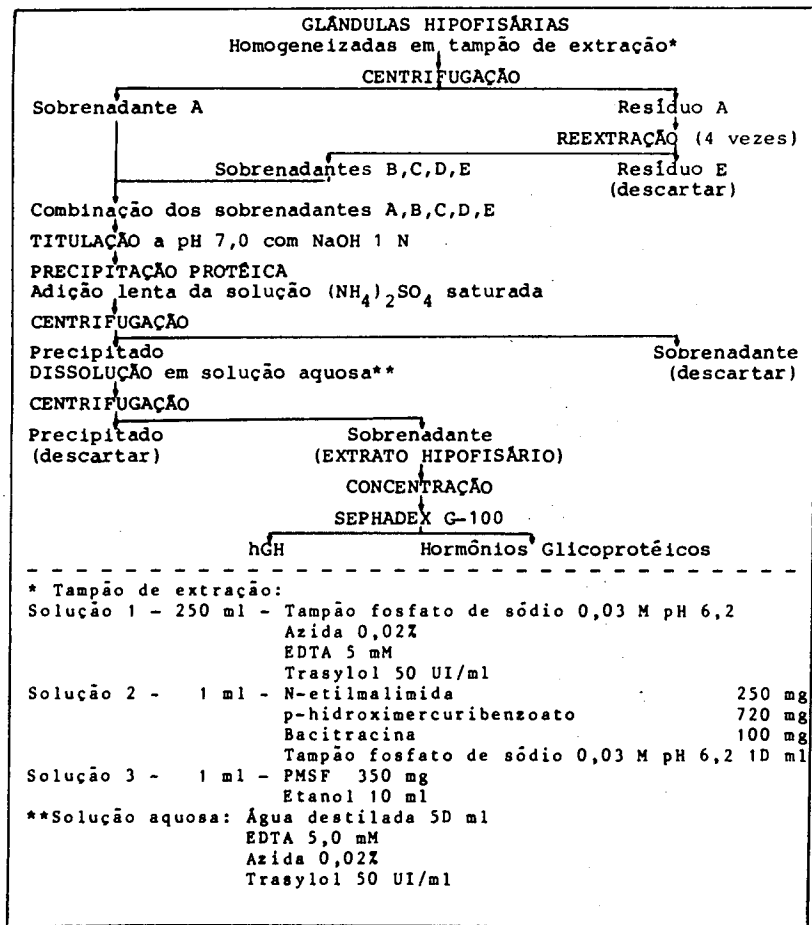 GLÂNDULAS HIPOFISÁRIAS
Homogeneizadas em tampão de extração*
CENTRIFUGAÇÃO
Sobrenadante A Resíduo A
REEXTRAÇÃO (4 vezes)
Sobrenadantes B,C,D,E Resíduo E
(descartar)
Combinação dos sobrenadantes A,B,C,D,E
TITULAÇÃO a pH 7,0 com NaOH 1 N
PRECIPITAÇÃO PROTÉICA
Adição lenta da solução (NH4)2SO4 saturada
CENTRIFUGAÇÃO
Precipitado Sobrenadante
DISSOLUÇÃO em solução aquosa** (descartar)
CENTRIFUGAÇÃO
Precipitado Sobrenadante
(descartar) (EXTRATO HIPOFISÁRIO)
CONCENTRAÇÃO
SEPHADEX G-100
hGH Hormônios Glicoprotéicos
* Tampão de extração:
Solução 1 - 250 ml - Tampão fosfato de sódio 0,03 M pH 6,2
Azida 0,02%
EDTA 5 mM
Trasylol 50 UI/ml
Solução 2 - 1 ml - N-etilmalimida 250 mg
p-hidroximercuribenzoato 720 mg
Bacitracina 100 mg
Tampão fosfato de sódio 0,03 M pH 6,2 1D ml
Solução 3 - 1 ml - PMSF 350 mg
Etanol 10 ml
**Solução aquosa: Água destilada 5D ml
EDTA 5,0 mM
Azida 0,02%
Trasylol 50 UI/ml